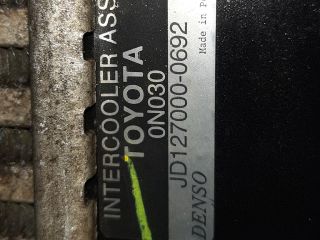 INTERCOOLER ASS
TOYOTA
0N030
JD127000-0692
DENSO Made in P